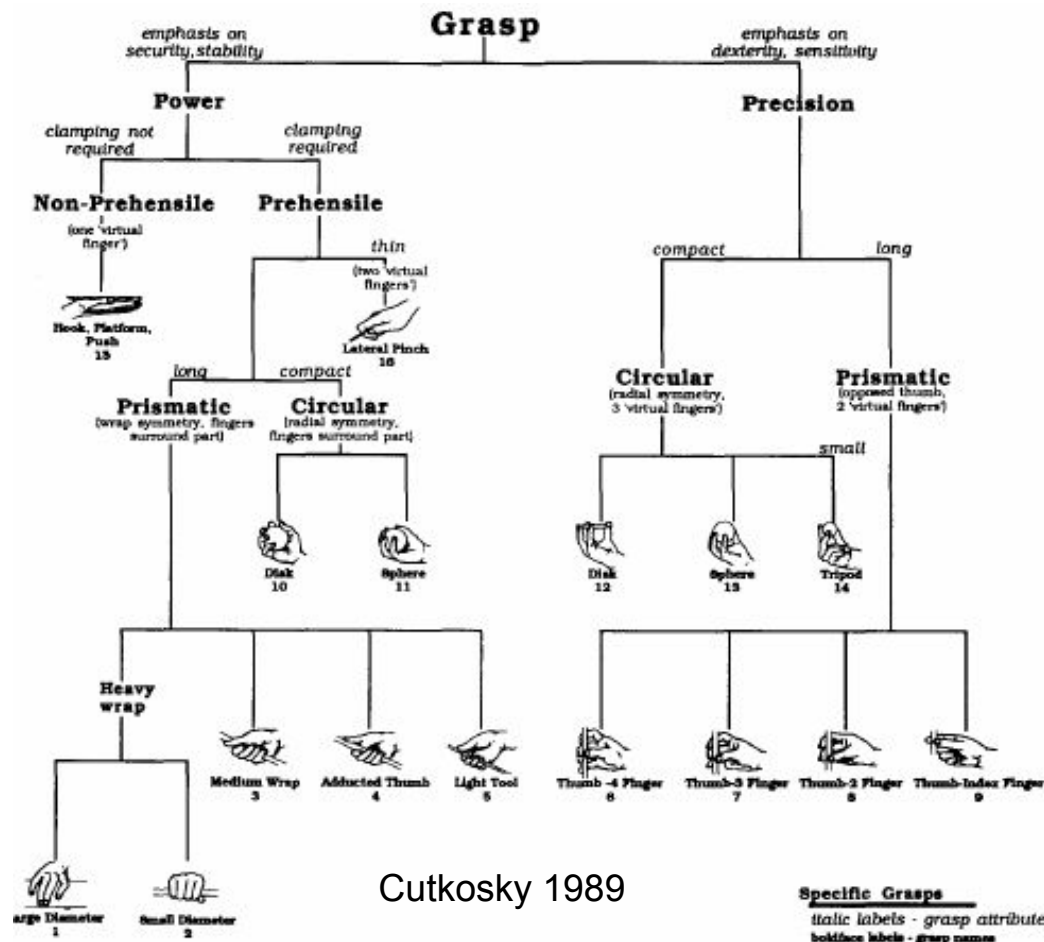 Grasp
emphasis on
security, stability
emphasis on
dexterity, sensitivity
Power
Precision
clamping not
required
clamping
required
Non-Prehensile
(one 'virtual
finger')
Prehensile
thin
(two 'virtual
fingers')
compact
long
Hook, Platform,
Push
15
Lateral Pinch
16
long
compact
Prismatic
(wrap symmetry, fingers
surround part)
Circular
(radial symmetry,
fingers surround part)
Circular
(radial symmetry,
3 'virtual fingers')
Prismatic
(opposed thumb,
2 'virtual fingers')
small
Disk
10
Sphere
11
Disk
12
Sphere
13
Tripod
14
Heavy
wrap
Medium Wrap
3
Adducted Thumb
4
Light Tool
5
Thumb-4 Finger
6
Thumb-3 Finger
7
Thumb-2 Finger
8
Thumb-Index Finger
9
arge Diameter
1
Small Diameter
2
Cutkosky 1989
Specific Grasps
italic labels - grasp attribute
boldface labels - grasp names